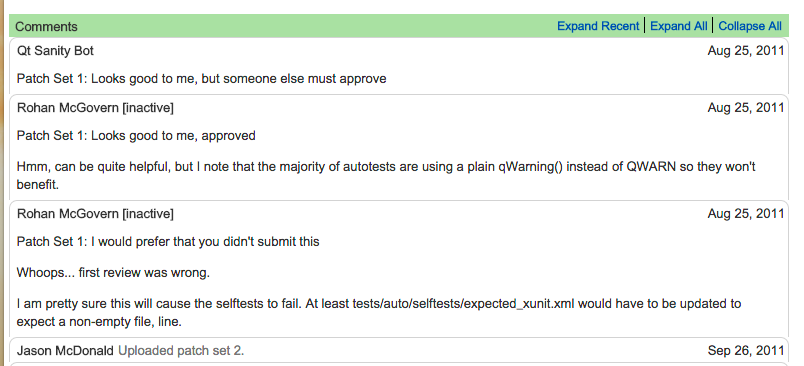 Comments Expand Recent Expand All Collapse All
Qt Sanity Bot Aug 25, 2011
Patch Set 1: Looks good to me, but someone else must approve
Rohan McGovern [inactive] Aug 25, 2011
Patch Set 1: Looks good to me, approved
Hmm, can be quite helpful, but I note that the majority of autotests are using a plain qWarning() instead of QWARN so they won't
benefit.
Rohan McGovern [inactive] Aug 25, 2011
Patch Set 1: I would prefer that you didn't submit this
Whoops... first review was wrong.
I am pretty sure this will cause the selftests to fail. At least tests/auto/selftests/expected_xunit.xml would have to be updated to
expect a non-empty file, line.
Jason McDonald Uploaded patch set 2. Sep 26, 2011